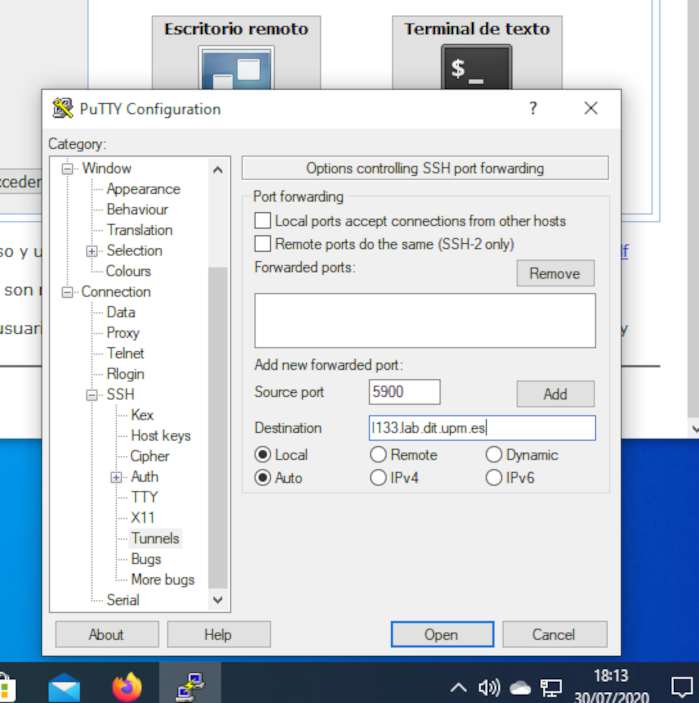 Escritorio remoto
Terminal de texto
$_
PuTTY Configuration
?
Category:
Window
Appearance
Behaviour
Translation
Selection
Colours
Connection
Data
Proxy
Telnet
Rlogin
SSH
Kex
Host keys
Cipher
Auth
TTY
X11
Tunnels
Bugs
More bugs
Serial
Options controlling SSH port forwarding
Port forwarding
Local ports accept connections from other hosts
Remote ports do the same (SSH-2 only)
Forwarded ports:
Remove
Add new forwarded port:
Source port 5900 Add
Destination l133.lab.dit.upm.es
Local Remote Dynamic
Auto IPv4 IPv6
About Help Open Cancel
so y u
son
y
18:13
30/07/2020